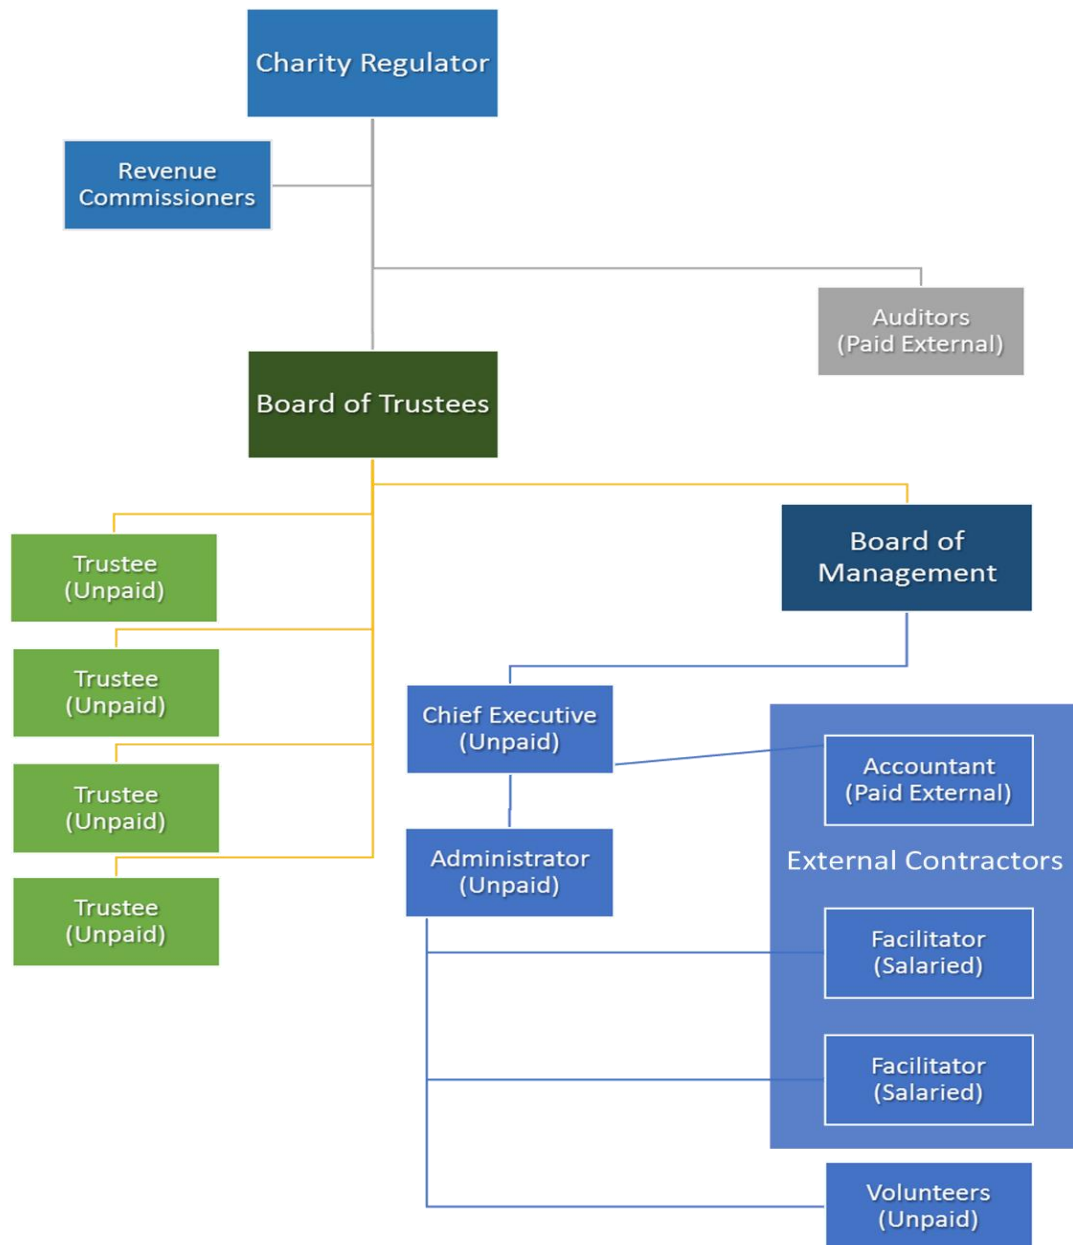 Charity Regulator
Revenue
Commissioners
Auditors
(Paid External)
Board of Trustees
Board of
Management
Trustee
(Unpaid)
Trustee
(Unpaid)
Trustee
(Unpaid)
Trustee
(Unpaid)
Chief Executive
(Unpaid)
Administrator
(Unpaid)
Accountant
(Paid External)
External Contractors
Facilitator
(Salaried)
Facilitator
(Salaried)
Volunteers
(Unpaid)